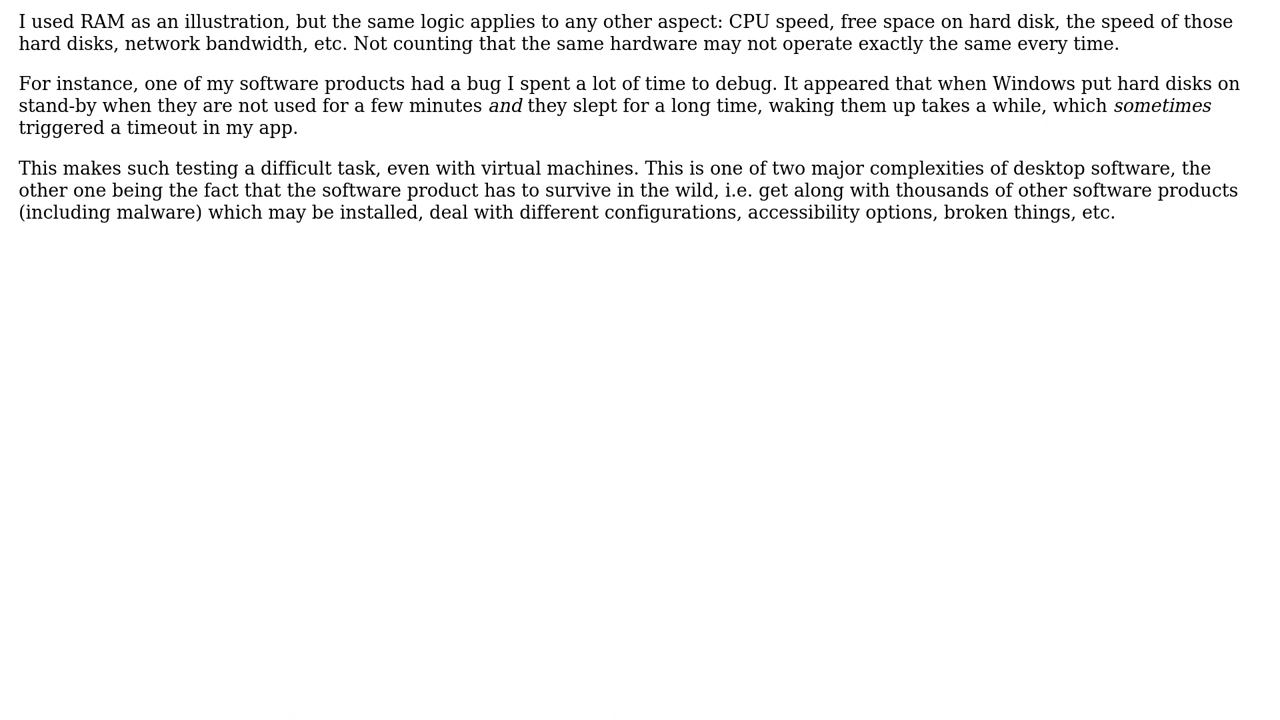 I used RAM as an illustration, but the same logic applies to any other aspect: CPU speed, free space on hard disk, the speed of those
hard disks, network bandwidth, etc. Not counting that the same hardware may not operate exactly the same every time.
For instance, one of my software products had a bug I spent a lot of time to debug. It appeared that when Windows put hard disks on
stand-by when they are not used for a few minutes and they slept for a long time, waking them up takes a while, which sometimes
triggered a timeout in my app.
This makes such testing a difficult task, even with virtual machines. This is one of two major complexities of desktop software, the
other one being the fact that the software product has to survive in the wild, i.e. get along with thousands of other software products
(including malware) which may be installed, deal with different configurations, accessibility options, broken things, etc.